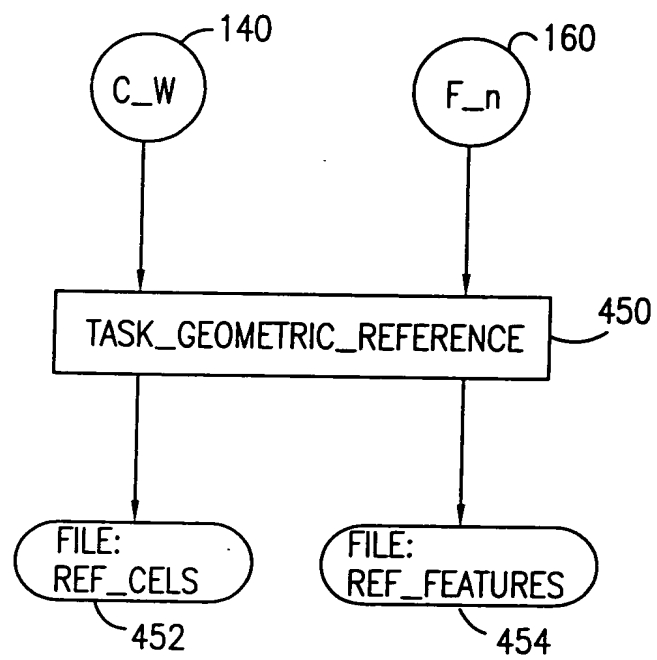 140
160
C_W
F_n
450
TASK_GEOMETRIC_REFERENCE
FILE:
REF_CELS
FILE:
REF_FEATURES
452
454